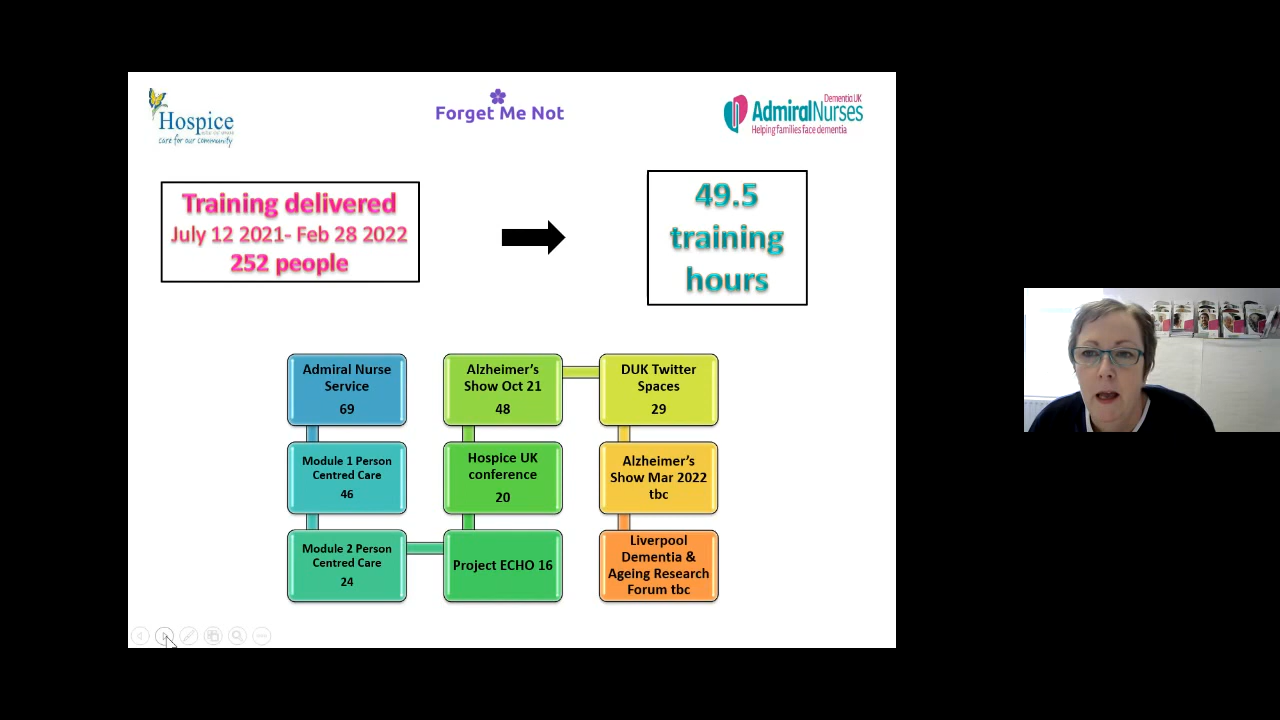 Hospice
care for our community
Forget Me Not
Dementia UK
AdmiralNurses
Helping families face dementia
Training delivered
July 12 2021- Feb 28 2022
252 people
49.5
training
hours
Admiral Nurse
Service
69
Module 1 Person
Centred Care
46
Module 2 Person
Centred Care
24
Project ECHO 16
Hospice UK
conference
20
Alzheimer's
Show Oct 21
48
DUK Twitter
Spaces
29
Alzheimer's
Show Mar 2022
tbc
Liverpool
Dementia &
Ageing Research
Forum tbc